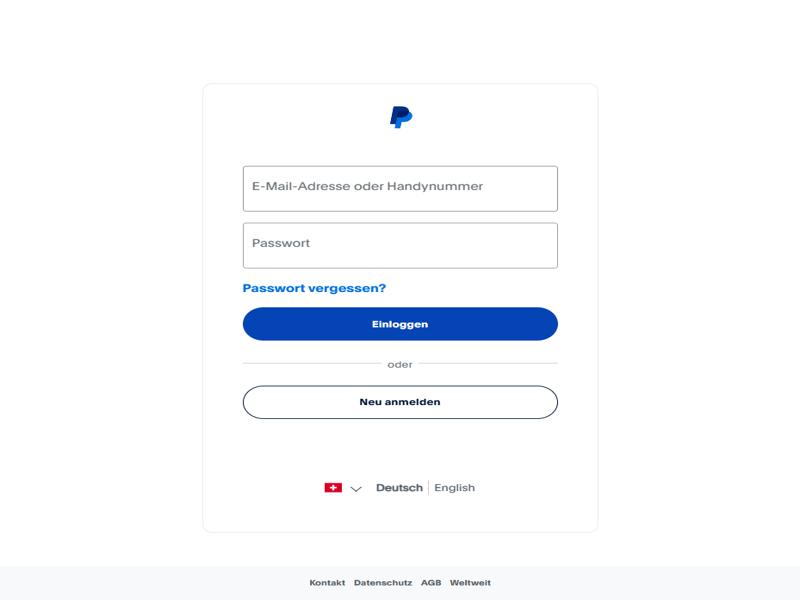 E-Mail-Adresse oder Handynummer
Passwort
Passwort vergessen?
Einloggen
oder
Neu anmelden
Deutsch English
Kontakt Datenschutz AGB Weltweit